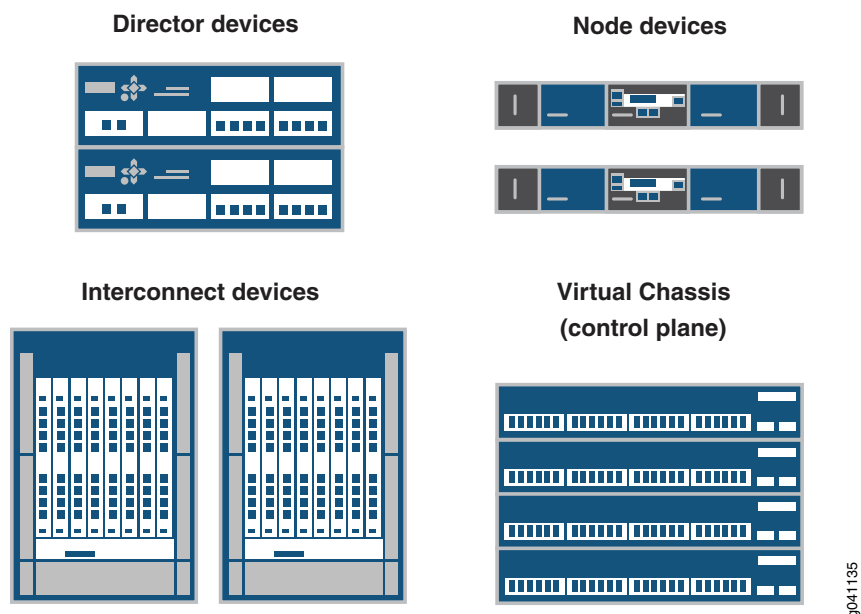 Director devices
Node devices
Interconnect devices
Virtual Chassis
(control plane)
g041135